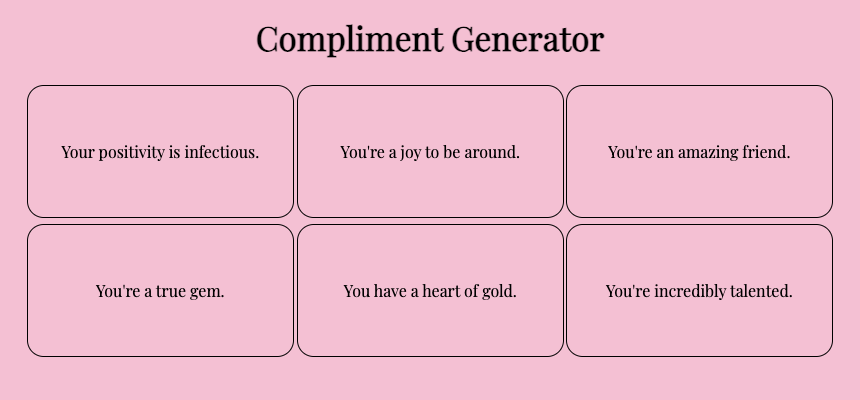 Compliment Generator
Your positivity is infectious.
You're a joy to be around.
You're an amazing friend.
You're a true gem.
You have a heart of gold.
You're incredibly talented.